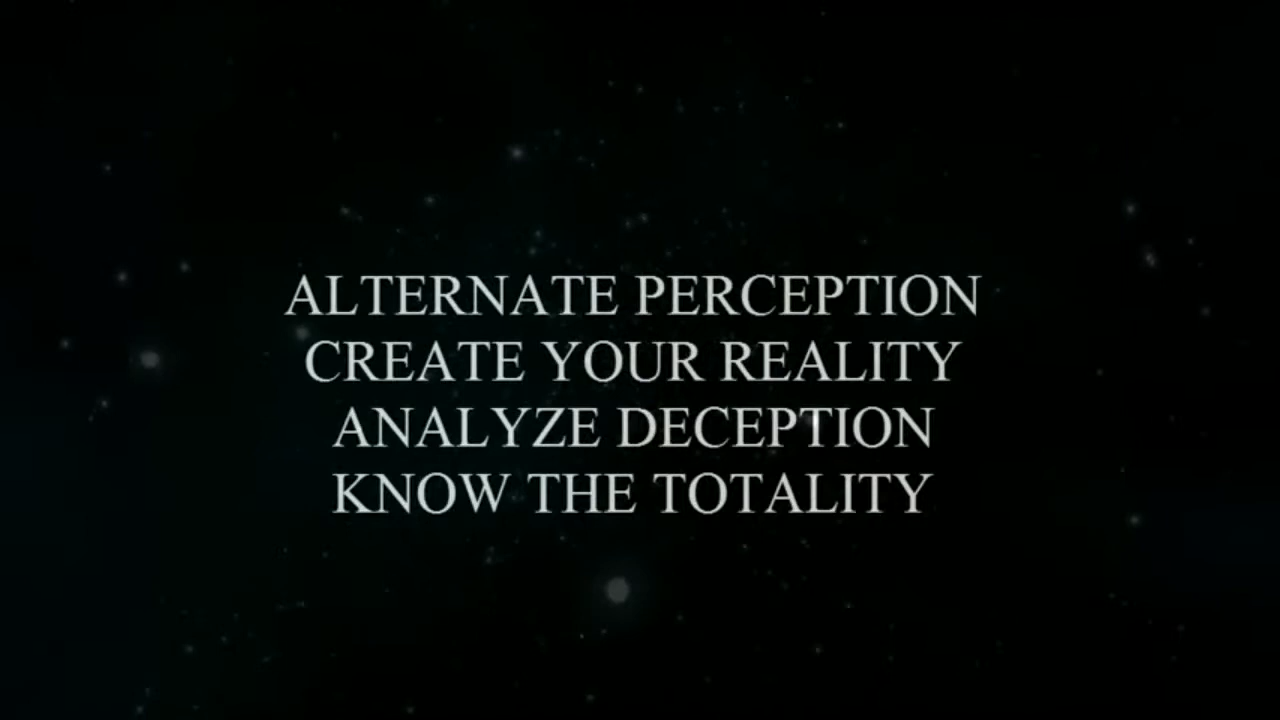 ALTERNATE PERCEPTION
CREATE YOUR REALITY
ANALYZE DECEPTION
KNOW THE TOTALITY